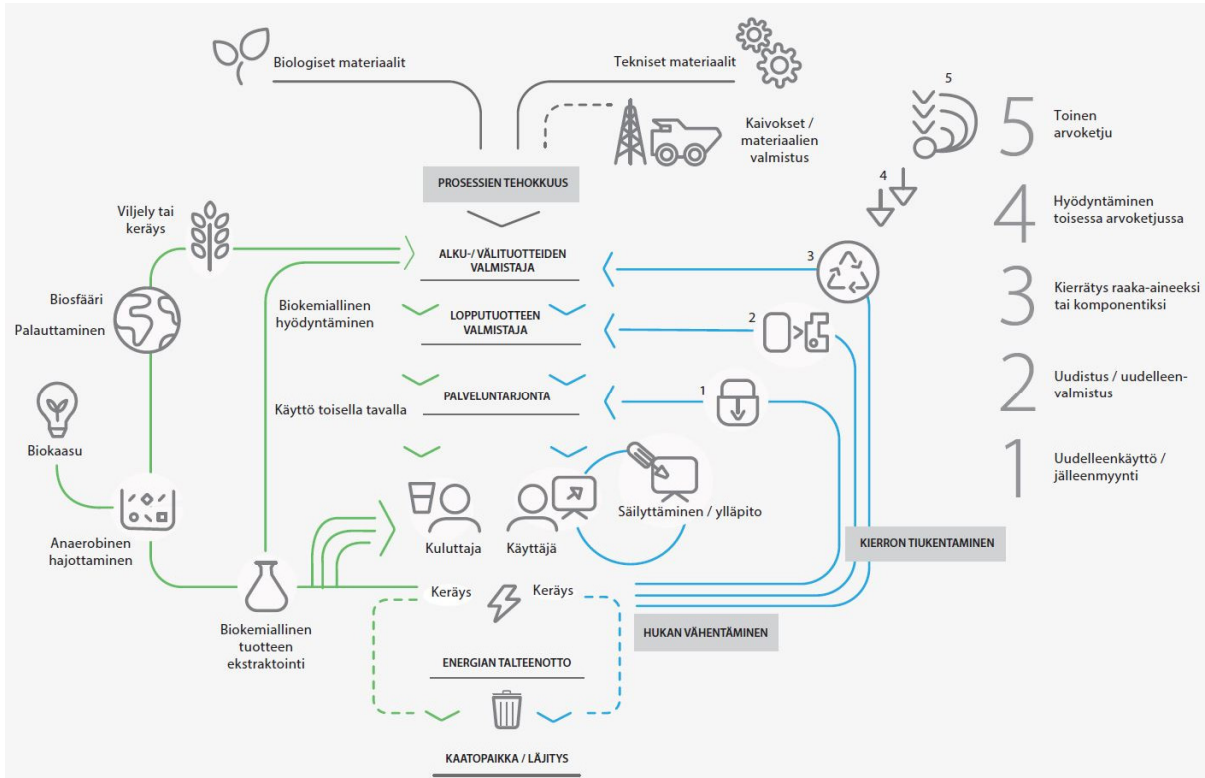 Biologiset materiaalit
Tekniset materiaalit
Kaivokset /
materiaalien
valmistus
PROSESSIEN TEHOKKUUS
Viljely tai
keräys
ALKU-/ VÄLITUOTTEIDEN
VALMISTAJA
Biosfääri
Palauttaminen
Biokemiallinen
hyödyntäminen
LOPPUTUOTTEEN
VALMISTAJA
Käyttö toisella tavalla
PALVELUNTARJONTA
Biokaasu
Anaerobinen
hajottaminen
Kuluttaja
Käyttäjä
Säilyttäminen / ylläpito
Biokemiallinen
tuotteen
ekstraktointi
Keräys
Keräys
ENERGIAN TALTEENOTTO
KAATOPAIKKA / LÄJITYS
KIERRON TIUKENTAMINEN
HUKAN VÄHENTÄMINEN
5
4
3
2
1
5
Toinen
arvoketju
4
Hyödyntäminen
toisessa arvoketjussa
3
Kierrätys raaka-aineeksi
tai komponentiksi
2
Uudistus / uudelleen-
valmistus
1
Uudelleenkäyttö /
jälleenmyynti